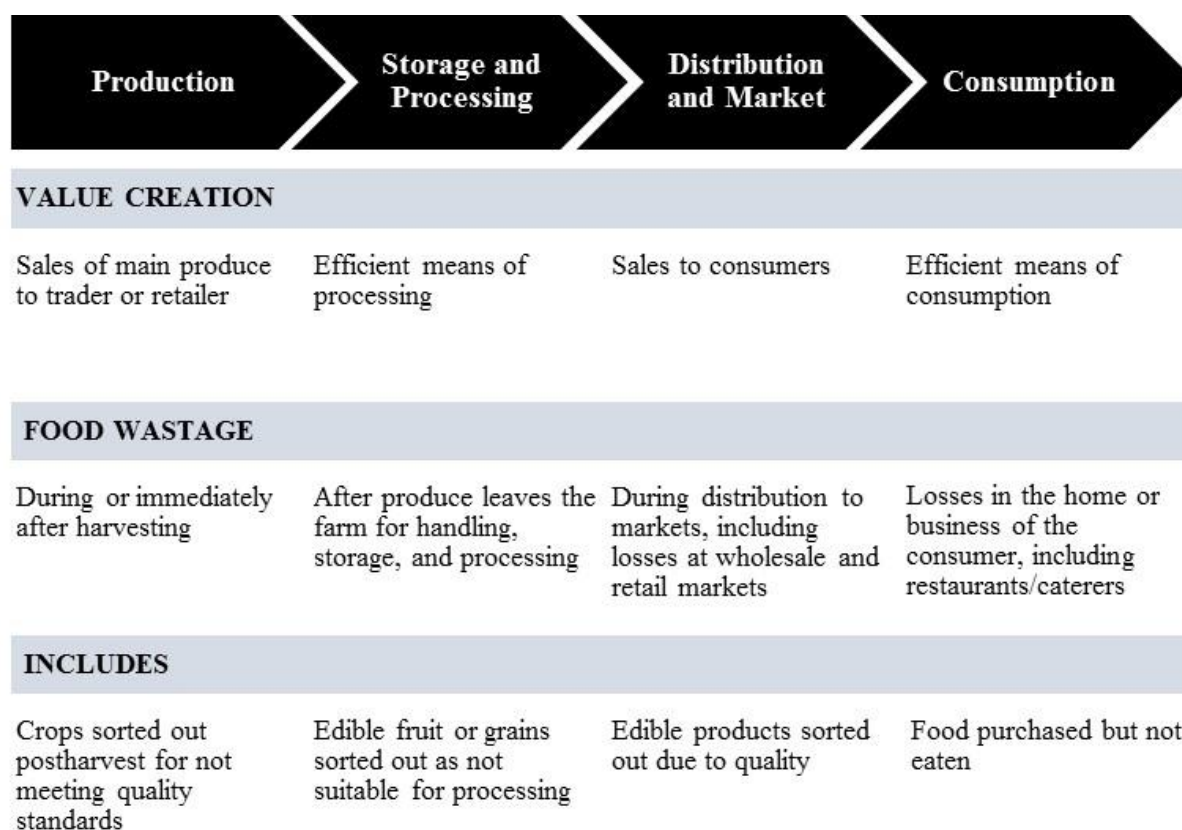 Production
Storage and
Processing
Distribution
and Market
Consumption
VALUE CREATION
Sales of main produce
to trader or retailer
Efficient means of
processing
Sales to consumers
Efficient means of
consumption
FOOD WASTAGE
During or immediately
after harvesting
After produce leaves the
farm for handling,
storage, and processing
During distribution to
markets, including
losses at wholesale and
retail markets
Losses in the home or
business of the
consumer, including
restaurants/caterers
INCLUDES
Crops sorted out
postharvest for not
meeting quality
standards
Edible fruit or grains
sorted out as not
suitable for processing
Edible products sorted
out due to quality
Food purchased but not
eaten